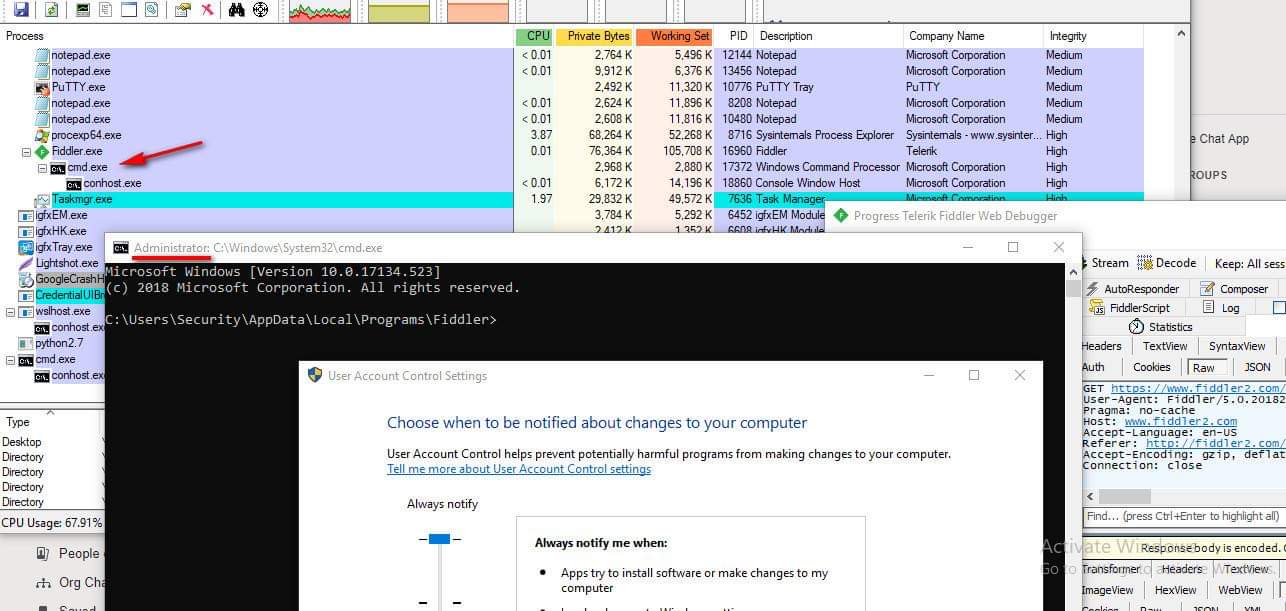 Process CPU Private Bytes Working Set PID Description Company Name Integrity
notepad.exe < 0.01 2,764 K 5,496 K 12144 Notepad Microsoft Corporation Medium
notepad.exe < 0.01 9,912 K 6,376 K 13456 Notepad Microsoft Corporation Medium
PuTTY.exe 2,492 K 11,320 K 10776 PuTTY Tray PuTTY Medium
notepad.exe < 0.01 2,624 K 11,896 K 8208 Notepad Microsoft Corporation Medium
notepad.exe < 0.01 2,608 K 11,816 K 10480 Notepad Microsoft Corporation Medium
procexp64.exe 3.87 68,264 K 52,268 K 8716 Sysinternals Process Explorer Sysinternals - www.sysinter... High
Fiddler.exe 0.01 76,364 K 105,708 K 16960 Fiddler Telerik High
cmd.exe 2,968 K 2,880 K 17372 Windows Command Processor Microsoft Corporation High
conhost.exe < 0.01 6,172 K 14,196 K 18860 Console Window Host Microsoft Corporation High
Taskmgr.exe 1.97 29,832 K 49,572 K 7636 Task Manager
igfxEM.exe 3,784 K 5,292 K 6452 igfxEM Module
igfxHK.exe 2,412 K 1,352 K 6608 igfxHK Module
igfxTray.exe
Lightshot.exe
GoogleCrashH
CredentialUIBr
wslhost.exe
conhost.exe
python2.7
cmd.exe
conhost.exe
Type
Desktop
Directory
Directory
Directory
Directory
CPU Usage: 67.91%
People
Org Cha
Saved
e Chat App
ROUPS
Administrator: C:\Windows\System32\cmd.exe
Microsoft Windows [Version 10.0.17134.523]
(c) 2018 Microsoft Corporation. All rights reserved.
C:\Users\Security\AppData\Local\Programs\Fiddler>
User Account Control Settings
Choose when to be notified about changes to your computer
User Account Control helps prevent potentially harmful programs from making changes to your computer.
Tell me more about User Account Control settings
Always notify
Always notify me when:
Apps try to install software or make changes to my
computer
Progress Telerik Fiddler Web Debugger
Stream Decode Keep: All sess
AutoResponder Composer
FiddlerScript Log
Statistics
Headers TextView SyntaxView
Auth Cookies Raw JSON
GET https://www.fiddler2.com/
User-Agent: Fiddler/5.0.20182
Pragma: no-cache
Host: www.fiddler2.com
Accept-Language: en-US
Referer: http://fiddler2.com/
Accept-Encoding: gzip, deflat
Connection: close
Find... (press Ctrl+Enter to highlight all)
Activate Windows
Response body is encoded.
Transformer Headers TextView
ImageView HexView WebView
Cookies Raw JSON XML